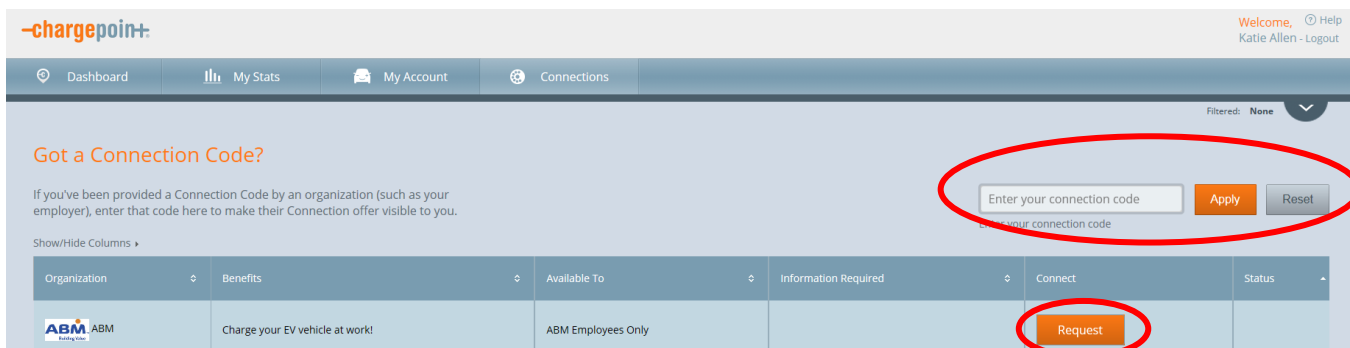 -chargepoin+.
Welcome, Help
Katie Allen - Logout
Dashboard My Stats My Account Connections
Filtered: None
Got a Connection Code?
If you've been provided a Connection Code by an organization (such as your
employer), enter that code here to make their Connection offer visible to you.
Enter your connection code Apply Reset
Enter your connection code
Show/Hide Columns
Organization Benefits Available To Information Required Connect Status
ABM ABM Charge your EV vehicle at work! ABM Employees Only Request
Building Value